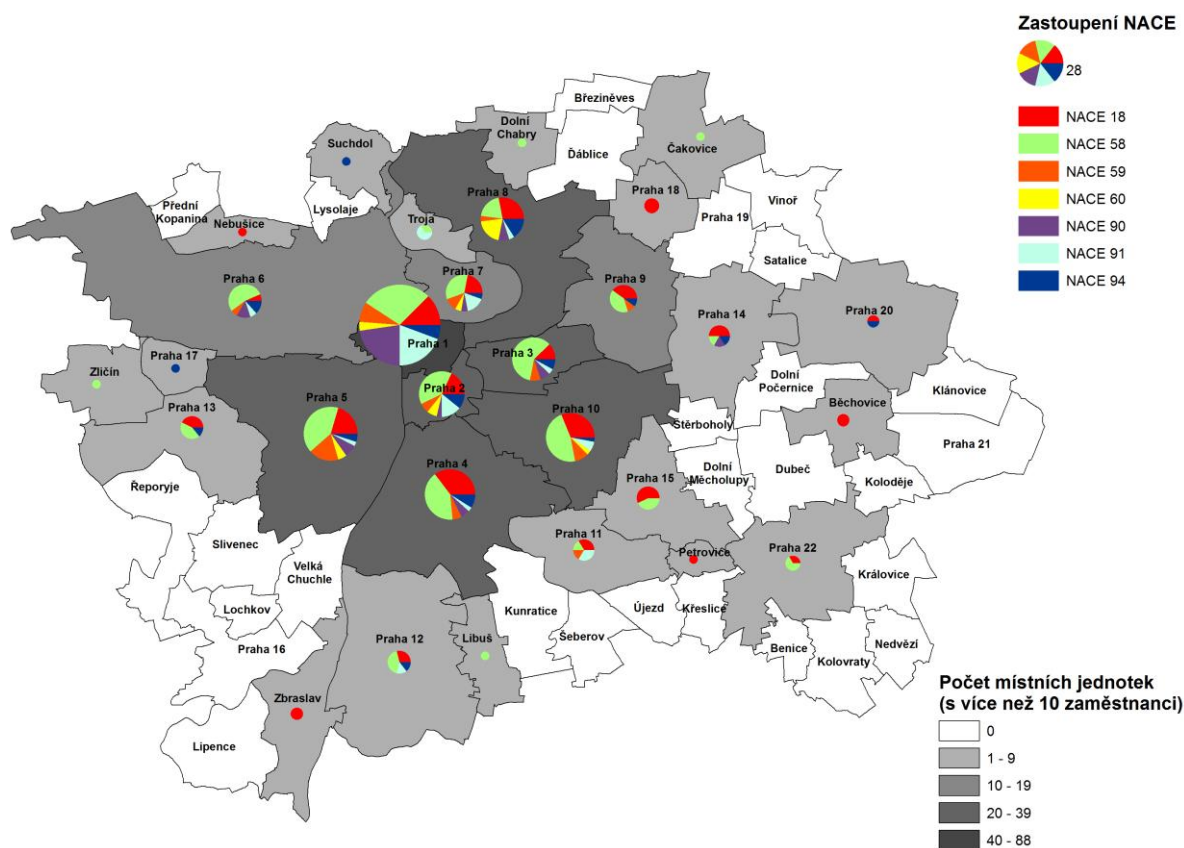 Zastoupení NACE
28
NACE 18
NACE 58
NACE 59
NACE 60
NACE 90
NACE 91
NACE 94
Březiněves
Dolní
Chabry
Ďáblice
Čakovice
Suchdol
Přední
Kopanina
Lysolaje
Nebušice
Troja
Praha 8
Praha 18
Praha 19
Vinoř
Satalice
Praha 6
Praha 7
Praha 9
Praha 14
Praha 20
Praha 1
Praha 3
Praha 17
Zličín
Praha 2
Dolní
Počernice
Klánovice
Běchovice
Praha 13
Praha 5
Praha 10
Štěrboholy
Praha 21
Praha 4
Dolní
Měcholupy
Dubeč
Koloděje
Praha 15
Řeporyje
Slivenec
Velká
Chuchle
Praha 11
Petrovice
Praha 22
Královice
Lochkov
Kunratice
Šeberov
Újezd
Křeslice
Praha 16
Praha 12
Libuš
Benice
Kolovraty
Nedvězí
Zbraslav
Lipence
Počet místních jednotek
(s více než 10 zaměstnanci)
0
1 - 9
10 - 19
20 - 39
40 - 88